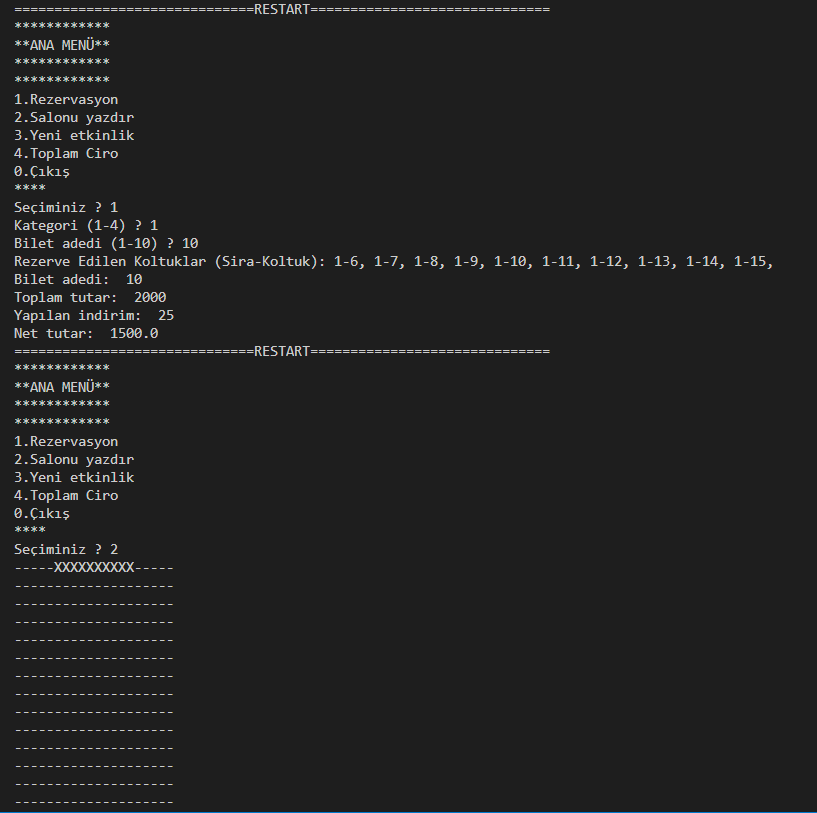 ==============================RESTART==============================
************
**ANA MENÜ**
************
************
1.Rezervasyon
2.Salonu yazdır
3.Yeni etkinlik
4.Toplam Ciro
0.Çıkış
****
Seçiminiz ? 1
Kategori (1-4) ? 1
Bilet adedi (1-10) ? 10
Rezerve Edilen Koltuklar (Sira-Koltuk): 1-6, 1-7, 1-8, 1-9, 1-10, 1-11, 1-12, 1-13, 1-14, 1-15,
Bilet adedi:  10
Toplam tutar:  2000
Yapılan indirim:  25
Net tutar:  1500.0
==============================RESTART==============================
************
**ANA MENÜ**
************
************
1.Rezervasyon
2.Salonu yazdır
3.Yeni etkinlik
4.Toplam Ciro
0.Çıkış
****
Seçiminiz ? 2
-----XXXXXXXXXX-----
--------------------
--------------------
--------------------
--------------------
--------------------
--------------------
--------------------
--------------------
--------------------
--------------------
--------------------
--------------------
--------------------